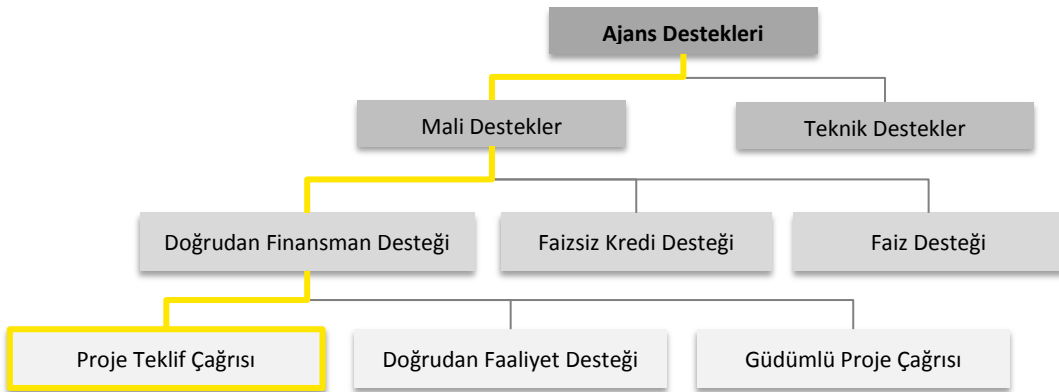 Ajans Destekleri
Mali Destekler
Teknik Destekler
Doğrudan Finansman Desteği
Faizsiz Kredi Desteği
Faiz Desteği
Proje Teklif Çağrısı
Doğrudan Faaliyet Desteği
Güdümlü Proje Çağrısı